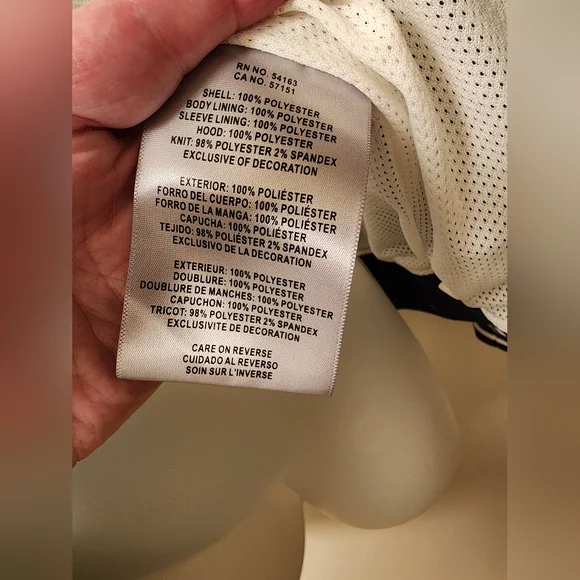 RN NO. 54163
CA NO. 57151
SHELL: 100% POLYESTER
BODY LINING: 100% POLYESTER
SLEEVE LINING: 100% POLYESTER
HOOD: 100% POLYESTER
KNIT: 98% POLYESTER 2% SPANDEX
EXCLUSIVE OF DECORATION
EXTERIOR: 100% POLIÉSTER
FORRO DEL CUERPO: 100% POLIÉSTER
FORRO DE LA MANGA: 100% POLIÉSTER
CAPUCHA: 100% POLIÉSTER
TEJIDO: 98% POLIÉSTER 2% SPANDEX
EXCLUSIVO DE LA DECORACIÓN
EXTERIEUR: 100% POLYESTER
DOUBLURE: 100% POLYESTER
DOUBLURE DE MANCHES: 100% POLYESTER
CAPUCHON: 100% POLYESTER
TRICOT: 98% POLYESTER 2% SPANDEX
EXCLUSIVITE DE DECORATION
CARE ON REVERSE
CUIDADO AL REVERSO
SOIN SUR L'INVERSE